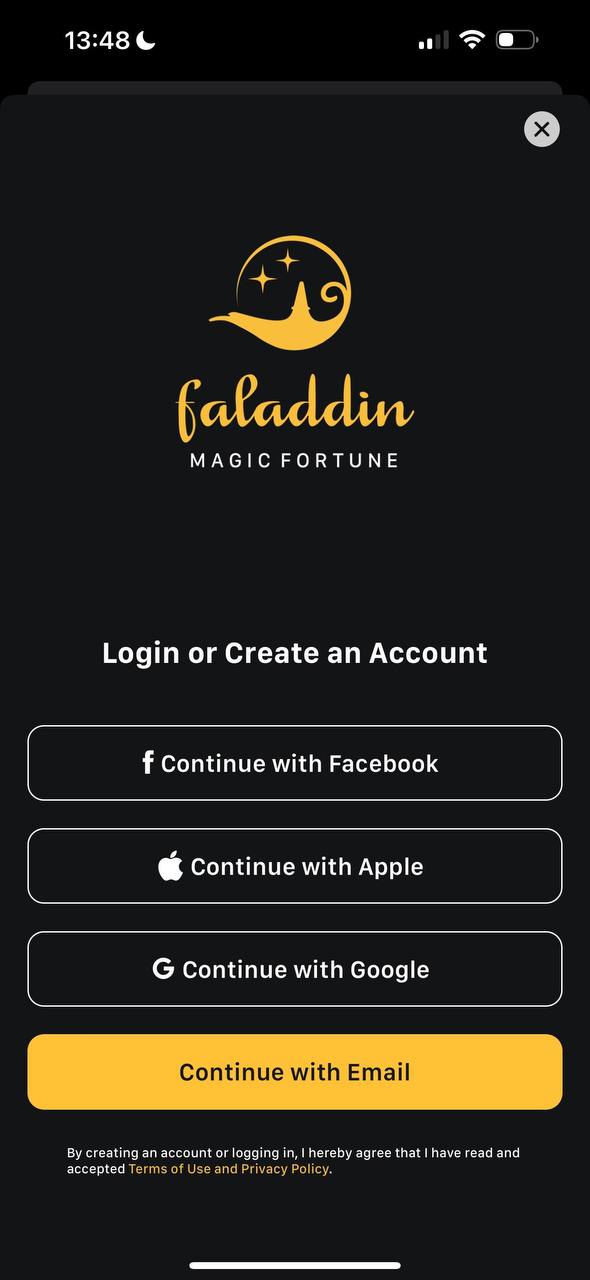 13:48
faladdin
MAGIC FORTUNE
Login or Create an Account
Continue with Facebook
Continue with Apple
Continue with Google
Continue with Email
By creating an account or logging in, I hereby agree that I have read and
accepted Terms of Use and Privacy Policy.